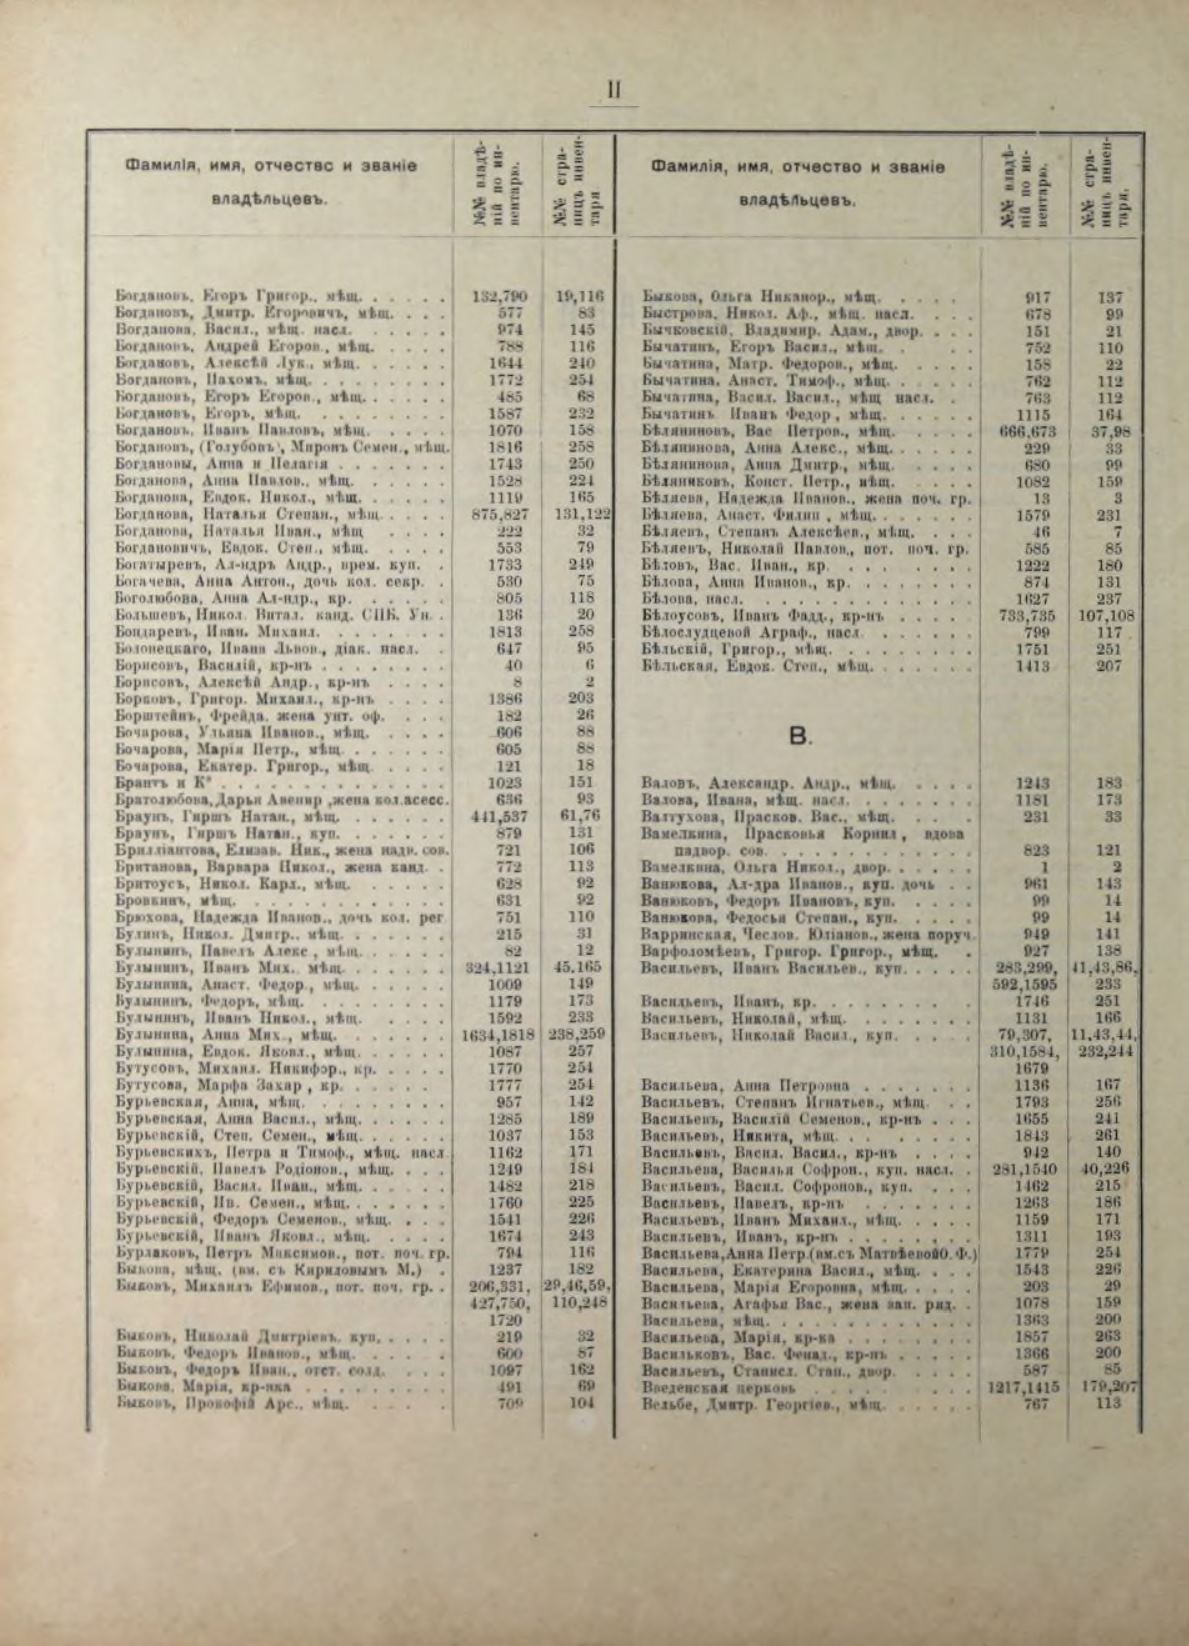 II
Фамилія, имя, отчество и званіе владѣльцевъ.
№№ владѣ-
ній по ин-
вентарю.
№№ стра-
ницъ инвен-
таря
Богдановъ, Егоръ Григор., мѣщ. 132,790 19,116
Богдановъ, Дмитр. Егоровичъ, мѣщ. 577 83
Богданова, Васил., мѣщ. насл. 974 145
Богдановъ, Андрей Егоров., мѣщ. 788 116
Богдановъ, Алексѣй Лук., мѣщ. 1644 240
Богдановъ, Пахомъ, мѣщ. 1772 254
Богдановъ, Егоръ Егоров., мѣщ. 485 68
Богдановъ, Егоръ, мѣщ. 1587 232
Богдановъ, Иванъ Павловъ, мѣщ. 1070 158
Богдановъ, (Голубовъ), Миронъ Семен., мѣщ. 1816 258
Богдановы, Анна и Пелагія 1743 250
Богданова, Анна Павлов., мѣщ. 1528 224
Богданова, Евдок. Никол., мѣщ. 1119 165
Богданова, Наталья Степан., мѣщ. 875,827 131,122
Богданова, Наталья Иван., мѣщ 222 32
Богдановичъ, Евдок. Степ., мѣщ. 553 79
Богатыревъ, Ал-ндръ Андр., врем. куп. 1733 249
Богачева, Анна Антон., дочь кол. секр. 530 75
Боголюбова, Анна Ал-ндр., кр. 805 118
Большевъ, Никол. Витал. канд. СПБ. Ун. 136 20
Бондаревъ, Иван. Михаил. 1813 258
Болонецкаго, Ивана Львов., діак. насл. 647 95
Борисовъ, Василій, кр-нъ 40 6
Борисовъ, Алексѣй Андр., кр-нъ 8 2
Борковъ, Григор. Михаил., кр-нъ 1386 203
Борштейнъ, Фрейда. жена унт. оф. 182 26
Бочарова, Ульяна Иванов., мѣщ. 606 88
Бочарова, Марія Петр., мѣщ. 605 88
Бочарова, Екатер. Григор., мѣщ. 121 18
Брантъ и К° 1023 151
Братолюбова, Дарья Авенир, жена кол. асесс. 636 93
Браунъ, Гиршъ Натан., мѣщ. 441,537 61,76
Браунъ, Гиршъ Натан., куп. 879 131
Брилліантова, Елизав. Ник., жена надв. сов. 721 106
Британова, Варвара Никол., жена канд. 772 113
Бритоусъ, Никол. Карл., мѣщ. 628 92
Бровкинъ, мѣщ. 631 92
Брюхова, Надежда Иванов., дочь кол. рег 751 110
Булинъ, Никол. Дмитр., мѣщ. 215 31
Булынинъ, Павелъ Алекс, мѣщ. 82 12
Булынинъ, Иванъ Мих. мѣщ. 324,1121 45.165
Булынина, Анаст. Федор., мѣщ. 1009 149
Булынинъ, Федоръ, мѣщ. 1179 173
Булынинъ, Иванъ Никол., мѣщ. 1592 233
Булынина, Анна Мих., мѣщ. 1634,1818 238,259
Булынина, Евдок. Яковл., мѣщ. 1087 257
Бутусовъ, Михаил. Никифор., кр. 1770 254
Бутусова, Марфа Захар, кр. 1777 254
Бурьевская, Анна, мѣщ. 957 142
Бурьевская, Анна Васил., мѣщ. 1285 189
Бурьевскій, Степ. Семен., мѣщ. 1037 153
Бурьевскихъ, Петра и Тимоф., мѣщ. насл 1162 171
Бурьевскій, Павелъ Родіонов., мѣщ. 1249 184
Бурьевскій, Васил. Иван., мѣщ. 1482 218
Бурьевскій, Ив. Семен., мѣщ. 1760 225
Бурьевскій, Федоръ Семенов., мѣщ. 1541 226
Бурьевскій, Иванъ Яковл., мѣщ. 1674 243
Бурлаковъ, Петръ Максимов., пот. поч. гр. 794 116
Быкова, мѣщ. (вм. съ Кириловымъ М.) 1237 182
Быковъ, Михаилъ Ефимов., пот. поч. гр. 206,331, 29,46,59,
427,750, 110,248
1720
Быковъ, Николай Дмитріевъ, куп. 219 32
Быковъ, Федоръ Иванов., мѣщ. 600 87
Быковъ, Федоръ Иван., отст. солд. 1097 162
Быкова, Марія, кр-нка 491 69
Быковъ, Прокофій Арс., мѣщ. 709 104
Фамилія, имя, отчество и званіе владѣльцевъ.
№№ владѣ-
ній по ин-
вентарю.
№№ стра-
ницъ инвен-
таря.
Быкова, Ольга Никанор., мѣщ. 917 137
Быстрова, Никол. Аф., мѣщ. насл. 678 99
Бычковскій, Владимир. Адам., двор. 151 21
Бычатинъ, Егоръ Васил., мѣщ. 752 110
Бычатина, Матр. Федоров., мѣщ. 158 22
Бычатина, Анаст. Тимоф., мѣщ. 762 112
Бычатина, Васил. Васил., мѣщ насл. 763 112
Бычатинъ Иванъ Федор, мѣщ. 1115 164
Бѣляниновъ, Вас Петров., мѣщ. 666,673 37,98
Бѣлянинова, Анна Алекс., мѣщ. 229 33
Бѣлянинова, Анна Дмитр., мѣщ. 680 99
Бѣляниковъ, Конст. Петр., мѣщ. 1082 159
Бѣляева, Надежда Иванов., жена поч. гр. 13 3
Бѣляева, Анаст. Филип, мѣщ. 1579 231
Бѣляевъ, Степанъ Алексѣев., мѣщ. 46 7
Бѣляевъ, Николай Павлов., пот. поч. гр. 585 85
Бѣловъ, Вас. Иван., кр. 1222 180
Бѣлова, Анна Иванов., кр. 874 131
Бѣлова, насл. 1627 237
Бѣлоусовъ, Иванъ Фадд., кр-нъ 733,735 107,108
Бѣлослудцевой Аграф., насл 799 117
Бѣльскій, Григор., мѣщ. 1751 251
Бѣльская, Евдок. Степ., мѣщ. 1413 207
В.
Валовъ, Александр. Андр., мѣщ. 1243 183
Валова, Ивана, мѣщ. насл. 1181 173
Валтухова, Прасков. Вас., мѣщ. 231 33
Вамелкина, Прасковья Корнил, вдова
надвор. сов. 823 121
Вамелкина, Ольга Никол., двор. 1 2
Ванюкова, Ал-дра Иванов., куп. дочь 961 143
Ванюковъ, Федоръ Ивановъ, куп. 99 14
Ванюкова, Федосья Степан., куп. 99 14
Варринская, Чеслов. Юліанов., жена поруч. 949 141
Варфоломѣевъ, Григор. Григор., мѣщ. 927 138
Васильевъ, Иванъ Васильев., куп. 283,299, 41,43,86,
592,1595 233
Васильевъ, Иванъ, кр. 1746 251
Васильевъ, Николай, мѣщ. 1131 166
Васильевъ, Николай Васил., куп. 79,307, 11,43,44,
310,1584, 232,244
1679
Васильева, Анна Петровна 1136 167
Васильевъ, Степанъ Игнатьев., мѣщ. 1793 256
Васильевъ, Василій Семенов., кр-нъ 1655 241
Васильевъ, Никита, мѣщ. 1843 261
Васильевъ, Васил. Васил., кр-нъ 942 140
Васильева, Василья Софрон., куп. насл. 281,1540 40,226
Васильевъ, Васил. Софронов., куп. 1462 215
Васильевъ, Павелъ, кр-нъ 1263 186
Васильевъ, Иванъ Михаил., мѣщ. 1159 171
Васильевъ, Иванъ, кр-нъ 1311 193
Васильева, Анна Петр. (вм. съ Матвѣевой О. Ф.) 1779 254
Васильева, Екатерина Васил., мѣщ. 1543 226
Васильева, Марія Егоровна, мѣщ. 203 29
Васильева, Агафья Вас., жена зап. ряд. 1078 159
Васильева, мѣщ. 1363 200
Васильева, Марія, кр-ка 1857 263
Васильковъ, Вас. Фенад., кр-нъ 1366 200
Васильевъ, Станисл. Стан., двор. 587 85
Введенская церковь 1217,1415 179,207
Вельбе, Дмитр. Георгіев., мѣщ. 767 113